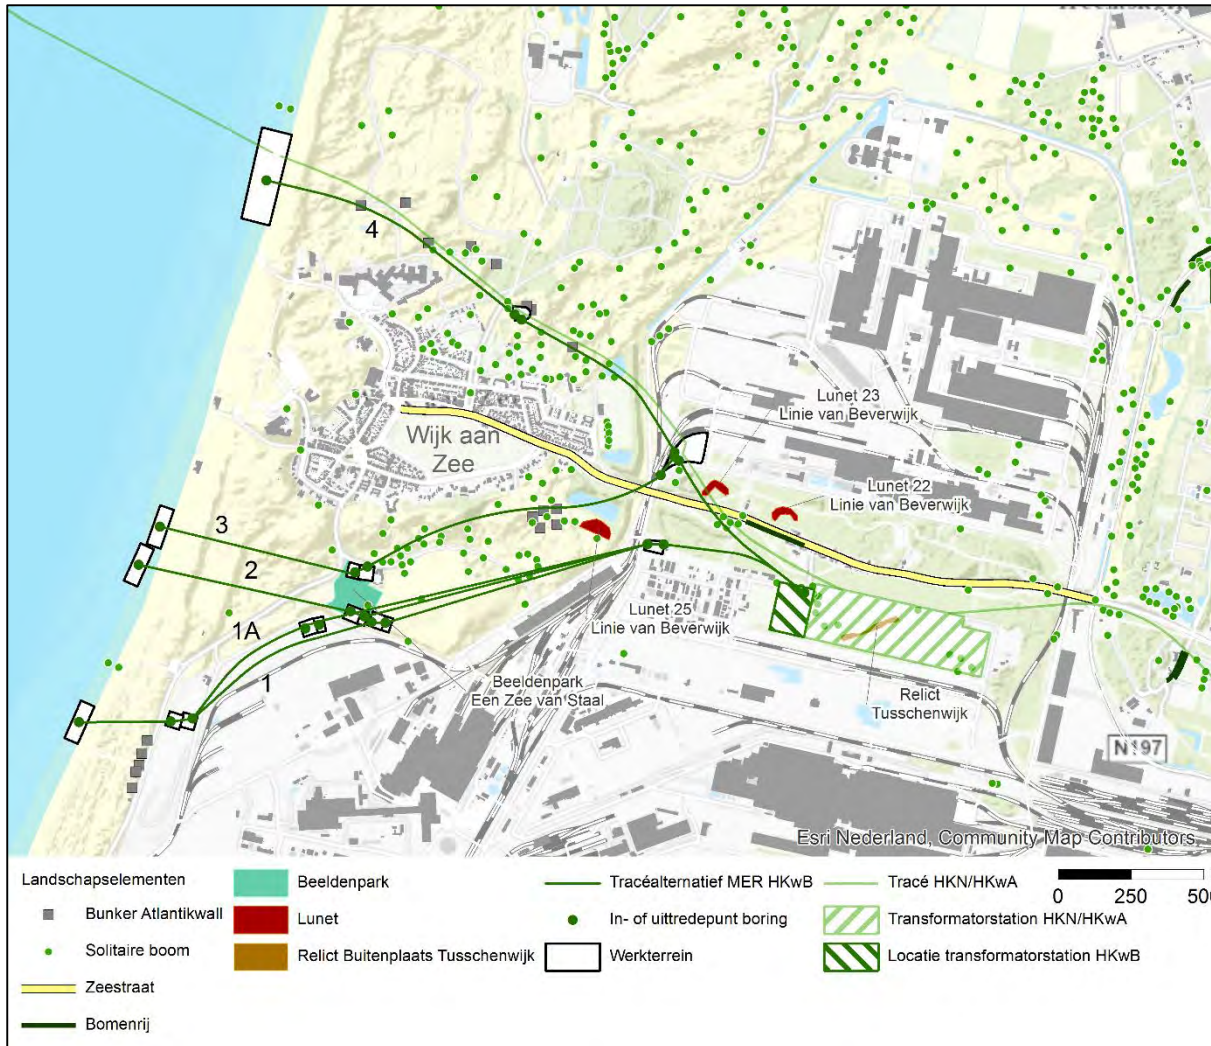 4
Wijk aan
Zee
Lunet 23
Linie van Beverwijk
Lunet 22
Linie van Beverwijk
3
2
1A
1
Lunet 25
Linie van Beverwijk
Beeldenpark
Een Zee van Staal
Relict
Tusschenwijk
N197
Esri Nederland, Community Map Contributors
Landschapselementen
Bunker Atlantikwall
Solitaire boom
Zeestraat
Bomenrij
Beeldenpark
Lunet
Relict Buitenplaats Tusschenwijk
Tracéalternatief MER HKwB
In- of uittredepunt boring
Werkterrein
Tracé HKN/HKwA
Transformatorstation HKN/HKwA
Locatie transformatorstation HKwB
0 250 500